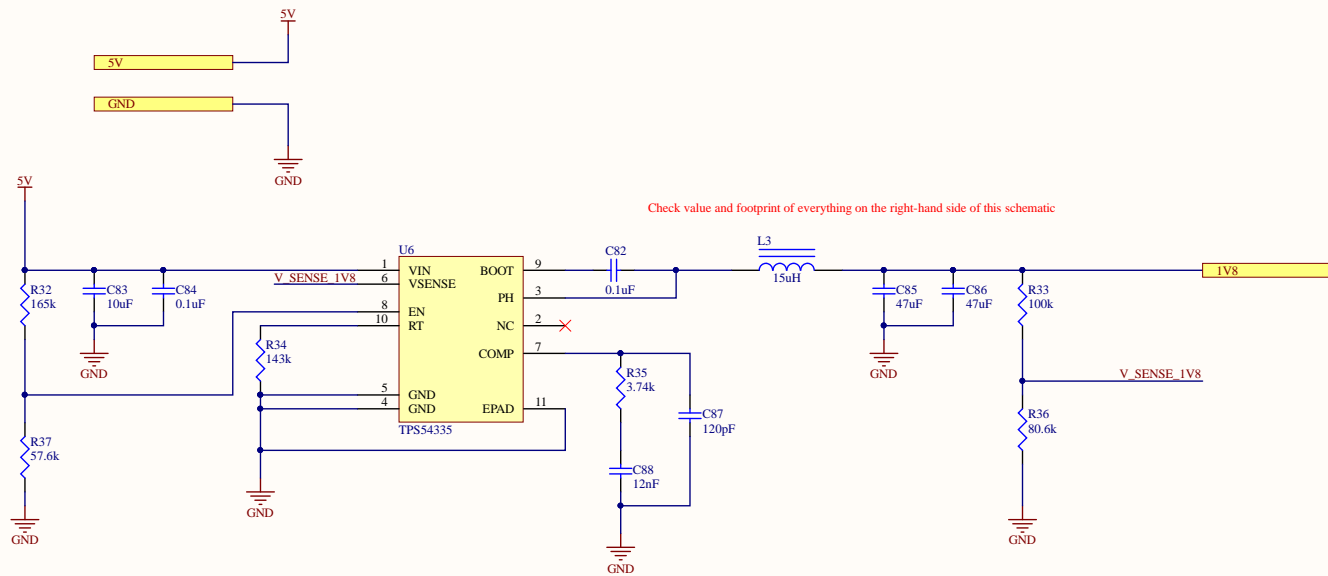 5V
5V
GND
GND
5V
Check value and footprint of everything on the right-hand side of this schematic
R32
165k
C83
10uF
C84
0.1uF
GND
V_SENSE_1V8
R34
143k
R37
57.6k
GND
GND
U6
1 VIN
6 VSENSE
8 EN
10 RT
5 GND
4 GND
BOOT 9
PH 3
NC 2
COMP 7
EPAD 11
TPS54335
C82
0.1uF
L3
15uH
R35
3.74k
C87
120pF
C88
12nF
GND
C85
47uF
C86
47uF
GND
R33
100k
1V8
V_SENSE_1V8
R36
80.6k
GND